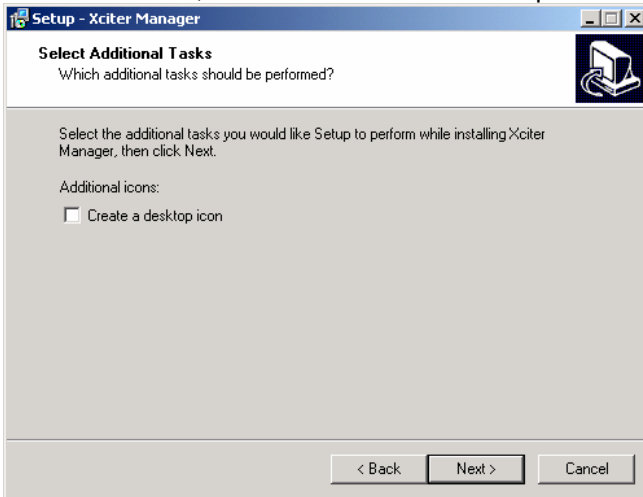 Setup - Xciter Manager
Select Additional Tasks
Which additional tasks should be performed?
Select the additional tasks you would like Setup to perform while installing Xciter
Manager, then click Next.
Additional icons:
Create a desktop icon
< Back Next > Cancel